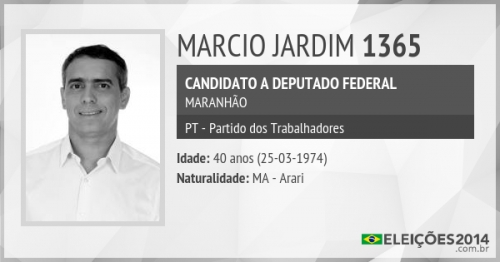 MARCIO JARDIM 1365
CANDIDATO A DEPUTADO FEDERAL
MARANHÃO
PT - Partido dos Trabalhadores
Idade: 40 anos (25-03-1974)
Naturalidade: MA - Arari
ELEIÇÕES2014
.com.br